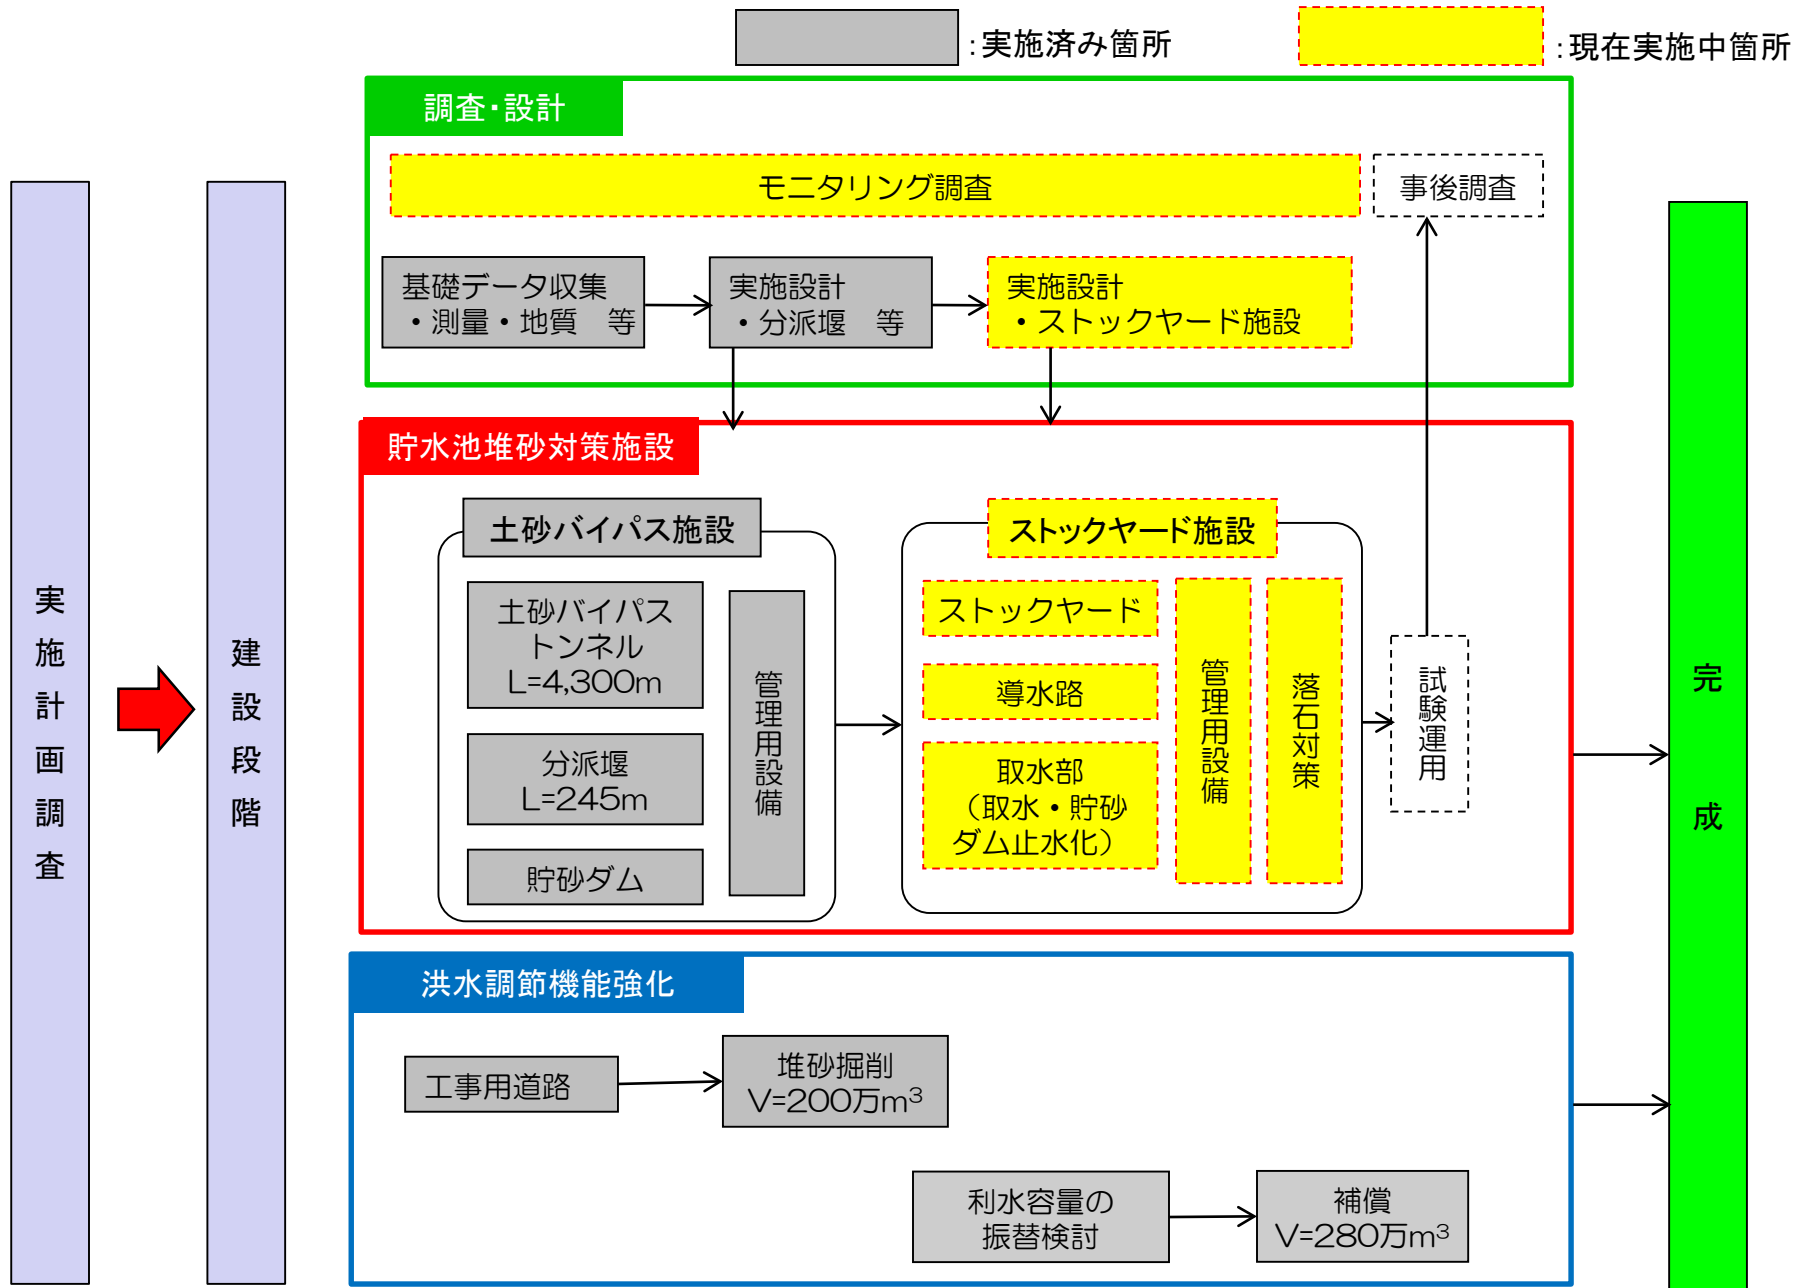 ：実施済み箇所
：現在実施中箇所
調査・設計
モニタリング調査
事後調査
基礎データ収集
・測量・地質　等
実施設計
・分派堰　等
実施設計
・ストックヤード施設
実施計画調査
建設段階
完成
貯水池堆砂対策施設
土砂バイパス施設
土砂バイパス
トンネル
L=4,300m
分派堰
L=245m
貯砂ダム
管理用設備
ストックヤード施設
ストックヤード
導水路
取水部
（取水・貯砂
ダム止水化）
管理用設備
落石対策
試験運用
洪水調節機能強化
工事用道路
堆砂掘削
V=200万m³
利水容量の
振替検討
補償
V=280万m³